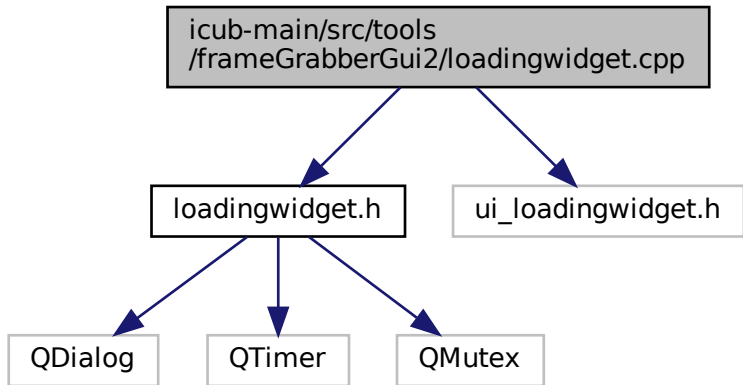 icub-main/src/tools
/frameGrabberGui2/loadingwidget.cpp
loadingwidget.h
ui_loadingwidget.h
QDialog
QTimer
QMutex